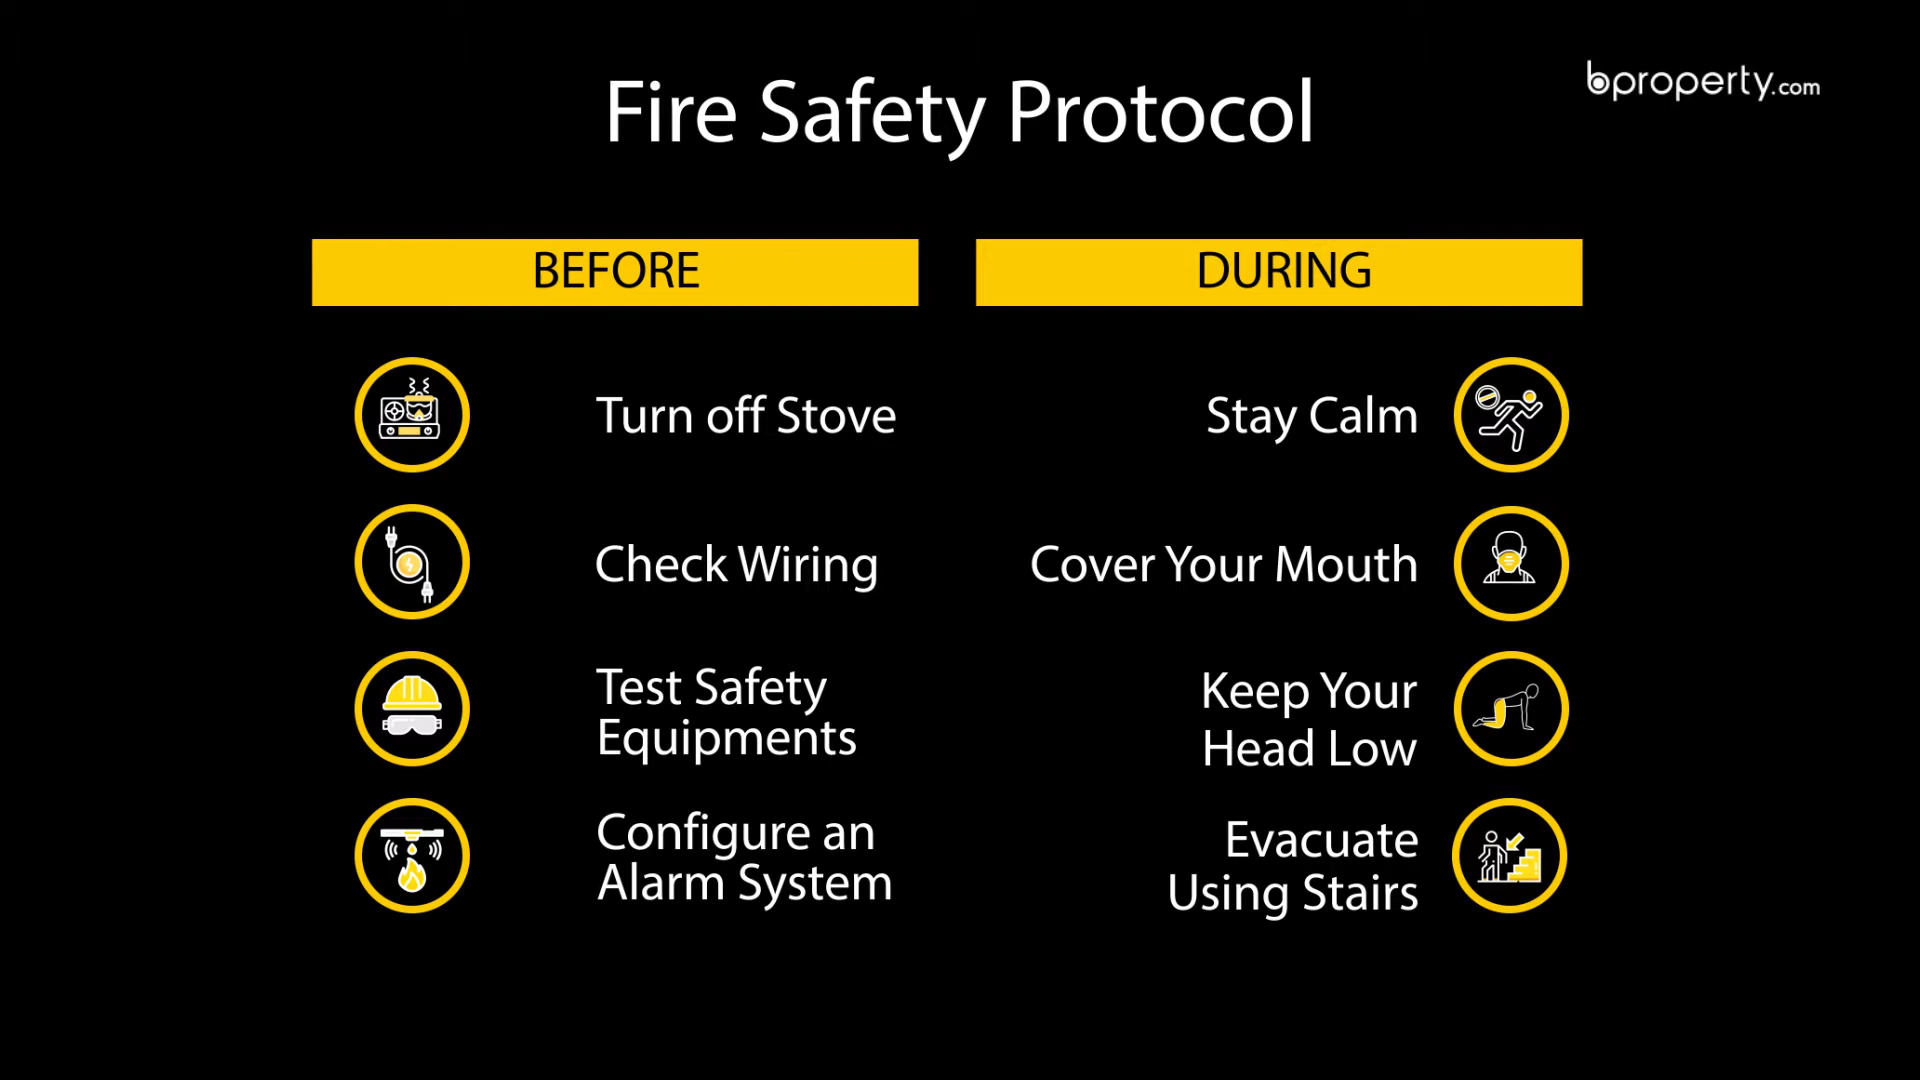 bproperty.com
Fire Safety Protocol
BEFORE
Turn off Stove
Check Wiring
Test Safety
Equipments
Configure an
Alarm System
DURING
Stay Calm
Cover Your Mouth
Keep Your
Head Low
Evacuate
Using Stairs